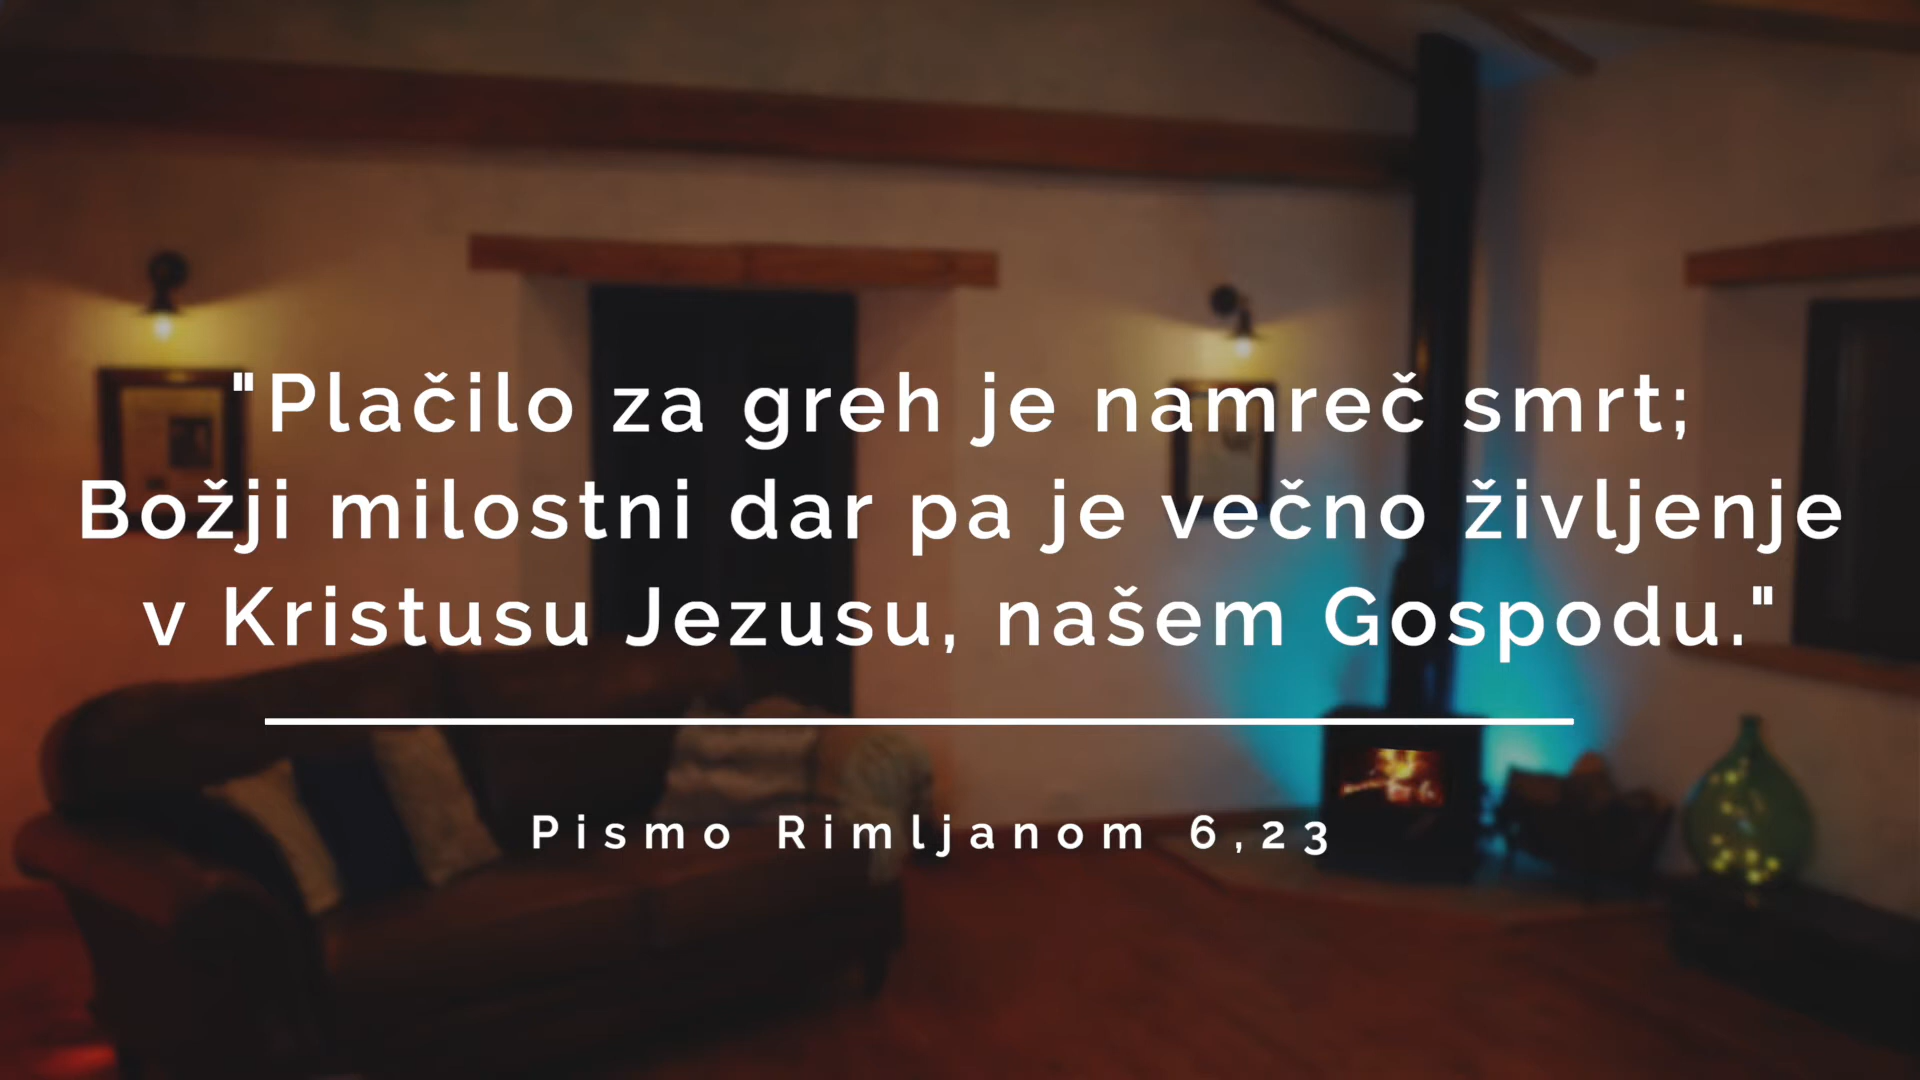 "Plačilo za greh je namreč smrt;
Božji milostni dar pa je večno življenje
v Kristusu Jezusu, našem Gospodu."
Pismo Rimljanom 6,23